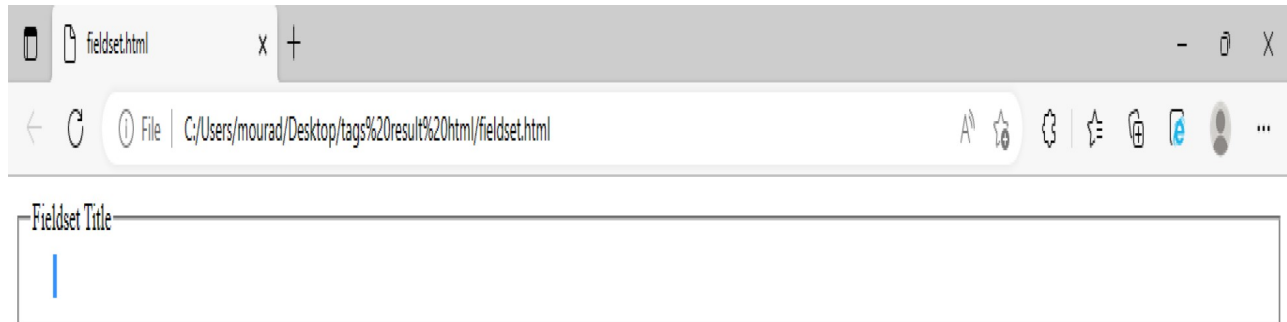 fieldset.html
File C:/Users/mourad/Desktop/tags%20result%20html/fieldset.html
Fieldset Title